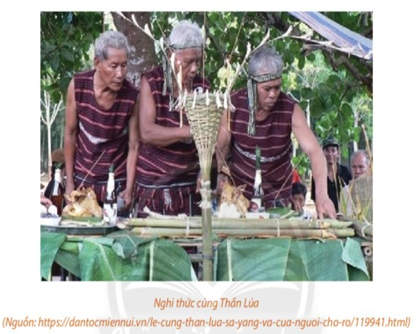 Nghi thức cúng Thần Lúa
(Nguồn: https://dantocmiennui.vn/le-cung-than-lua-sa-yang-va-cua-nguoi-cho-ro/119941.html)